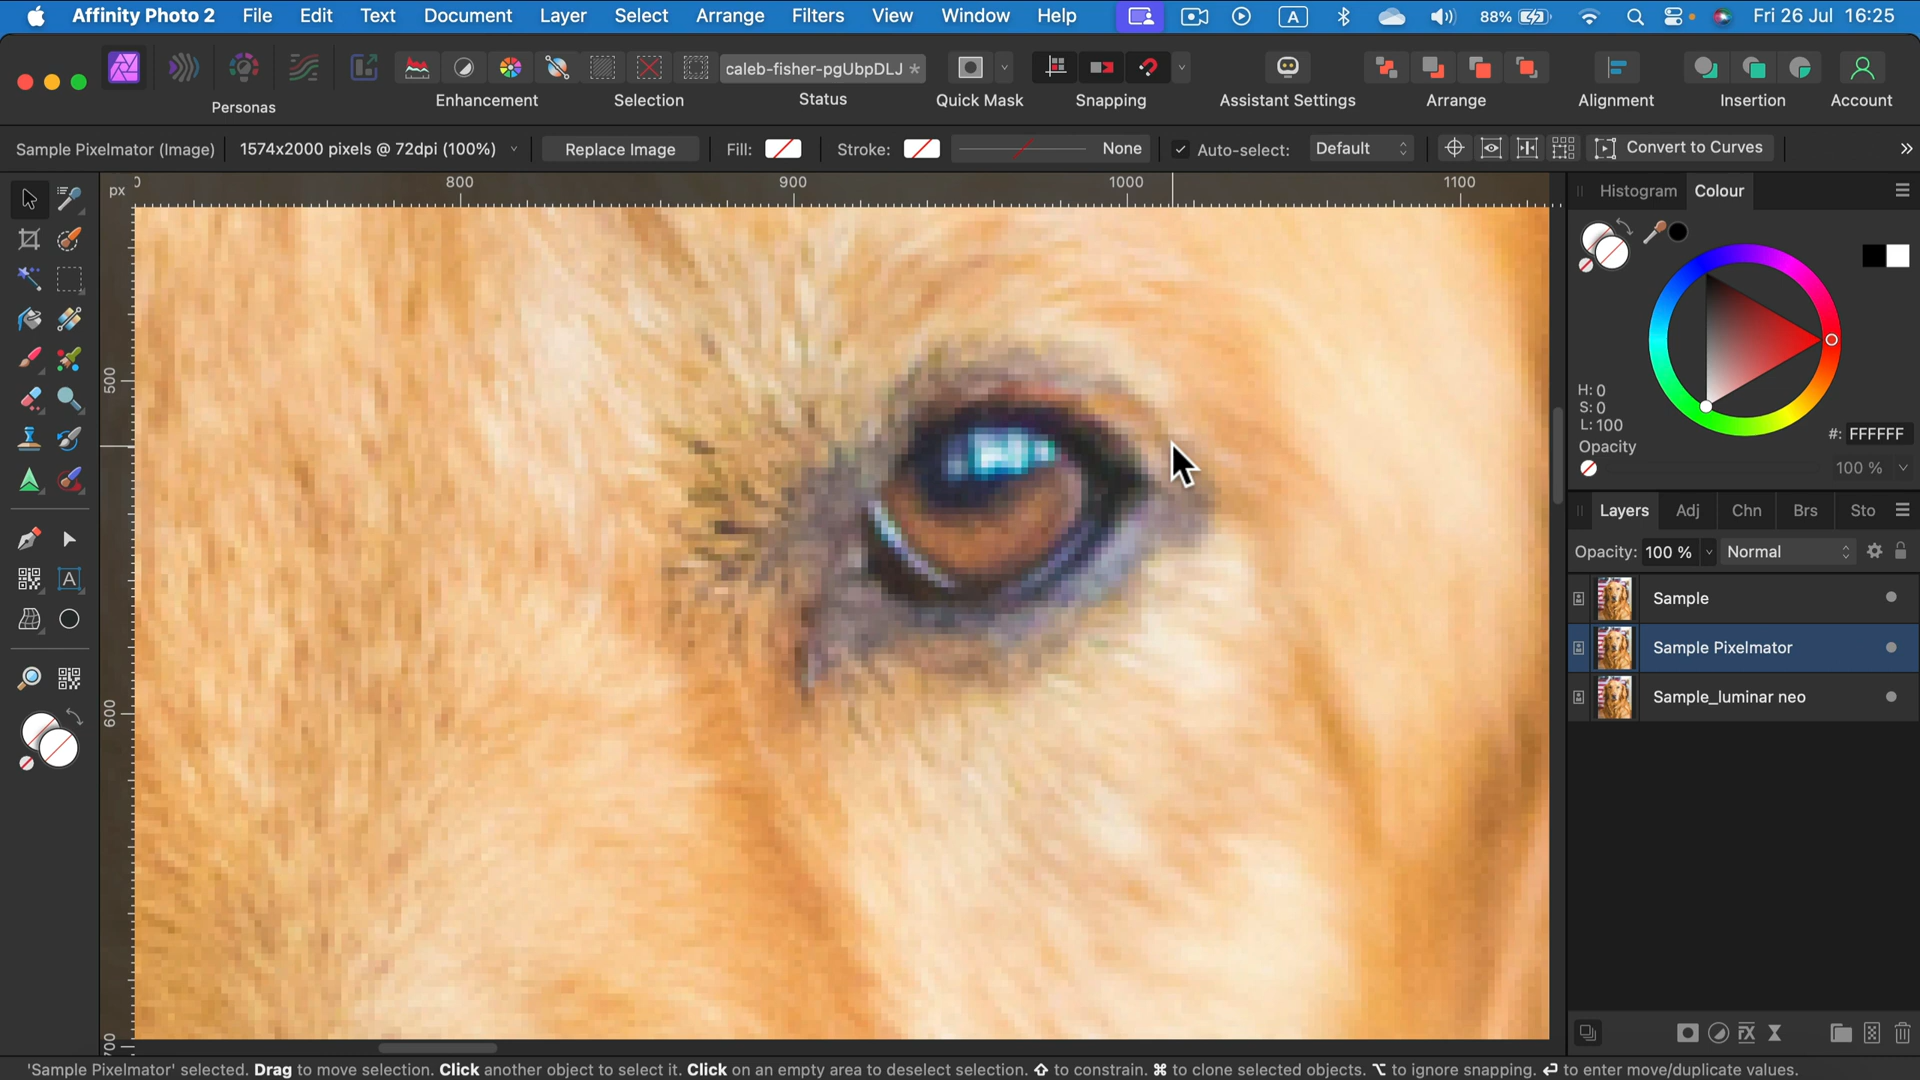 Affinity Photo 2 File Edit Text Document Layer Select Arrange Filters View Window Help A 88% Fri 26 Jul 16:25
caleb-fisher-pgUbpDLJ *
Personas Enhancement Selection Status Quick Mask Snapping Assistant Settings Arrange Alignment Insertion Account
Sample Pixelmator (Image) 1574x2000 pixels @ 72dpi (100%) Replace Image Fill: Stroke: None Auto-select: Default Convert to Curves »
px 800 900 1000 1100
Histogram Colour
500
600
H: 0
S: 0
L: 100
#: FFFFFF
Opacity
100 %
Layers Adj Chn Brs Sto
Opacity: 100 % Normal
Sample
Sample Pixelmator
Sample_luminar neo
A
'Sample Pixelmator' selected. Drag to move selection. Click another object to select it. Click on an empty area to deselect selection. ⇧ to constrain. ⌘ to clone selected objects. ⌥ to ignore snapping. ↩ to enter move/duplicate values.